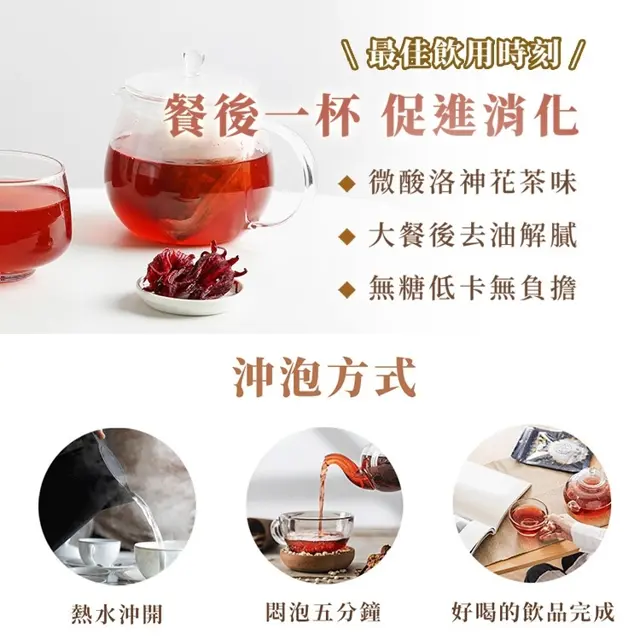 \ 最佳飲用時刻 /
餐後一杯 促進消化
◆ 微酸洛神花茶味
◆ 大餐後去油解膩
◆ 無糖低卡無負擔
沖泡方式
熱水沖開
悶泡五分鐘
好喝的飲品完成